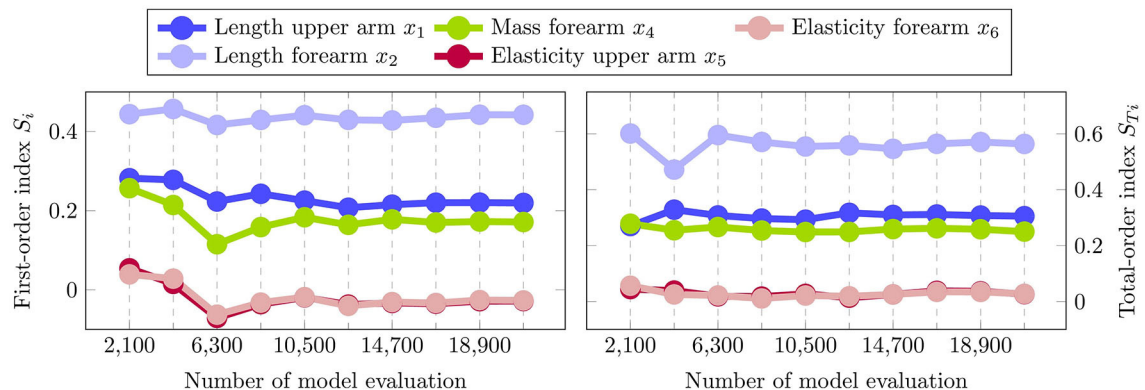 Length upper arm x₁ Mass forearm x₄ Elasticity forearm x₆
Length forearm x₂ Elasticity upper arm x₅
First-order index Sᵢ
0.4
0.2
0
2,100 6,300 10,500 14,700 18,900
Number of model evaluation
0.6
0.4
0.2
0
Total-order index S_{Ti}
2,100 6,300 10,500 14,700 18,900
Number of model evaluation